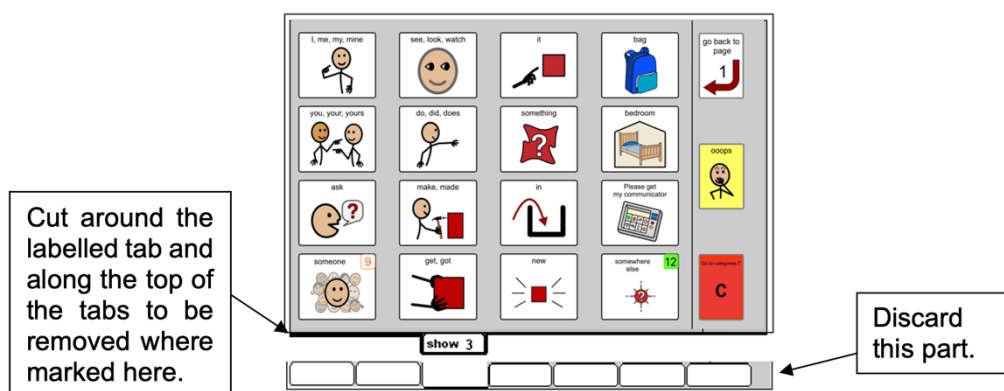 I, me, my, mine
see, look, watch
it
bag
go back to
page
1
you, your, yours
do, did, does
something
?
bedroom
ooops
ask
?
make, made
in
Please get
my communicator
someone
9
get, got
new
somewhere
else
12
?
Go to categories ?
C
show 3
Cut around the
labelled tab and
along the top of
the tabs to be
removed where
marked here.
Discard
this part.